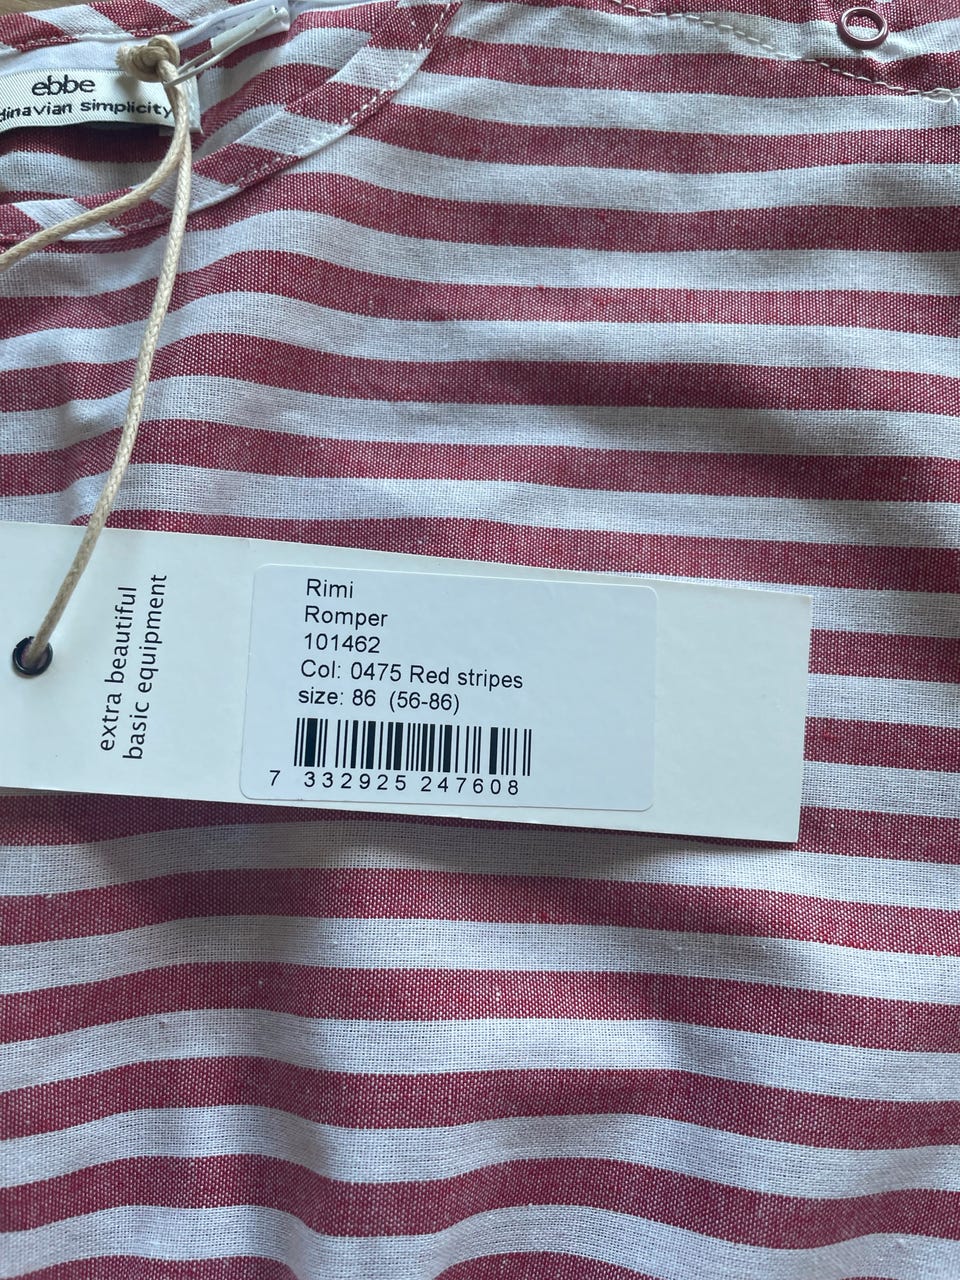 ebbe
simplicity
extra beautiful
basic equipment
Rimi
Romper
101462
Col: 0475 Red stripes
size: 86 (56-86)
7 332925 247608